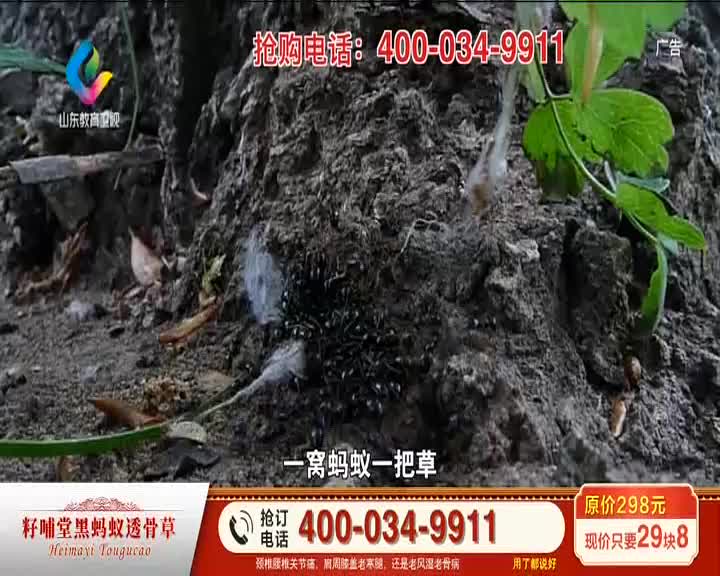 抢购电话：400-034-9911
广告
山东教育卫视
一窝蚂蚁一把草
籽哺堂黑蚂蚁透骨草
Heimayi Tougucao
抢订电话 400-034-9911
原价298元
现价只要29块8
颈椎腰椎关节痛，肩周膝盖老寒腿，还是老风湿老骨病
用了都说好